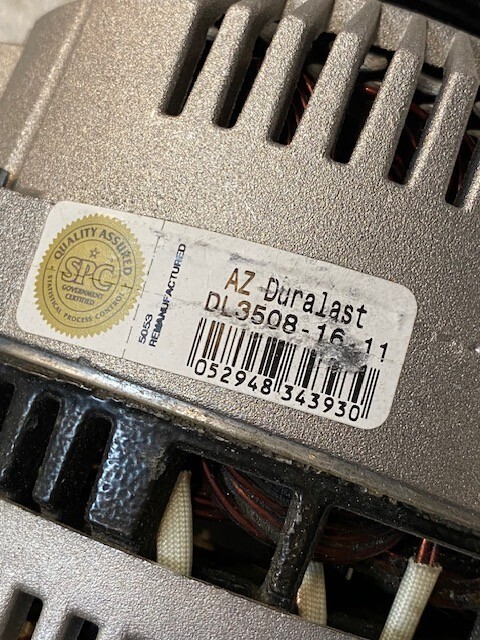 QUALITY ASSURED
SPC
GOVERNMENT
CERTIFIED
STATISTICAL PROCESS CONTROL
5053
REMANUFACTURED
AZ Duralast
DL3508-16-11
052948 343930